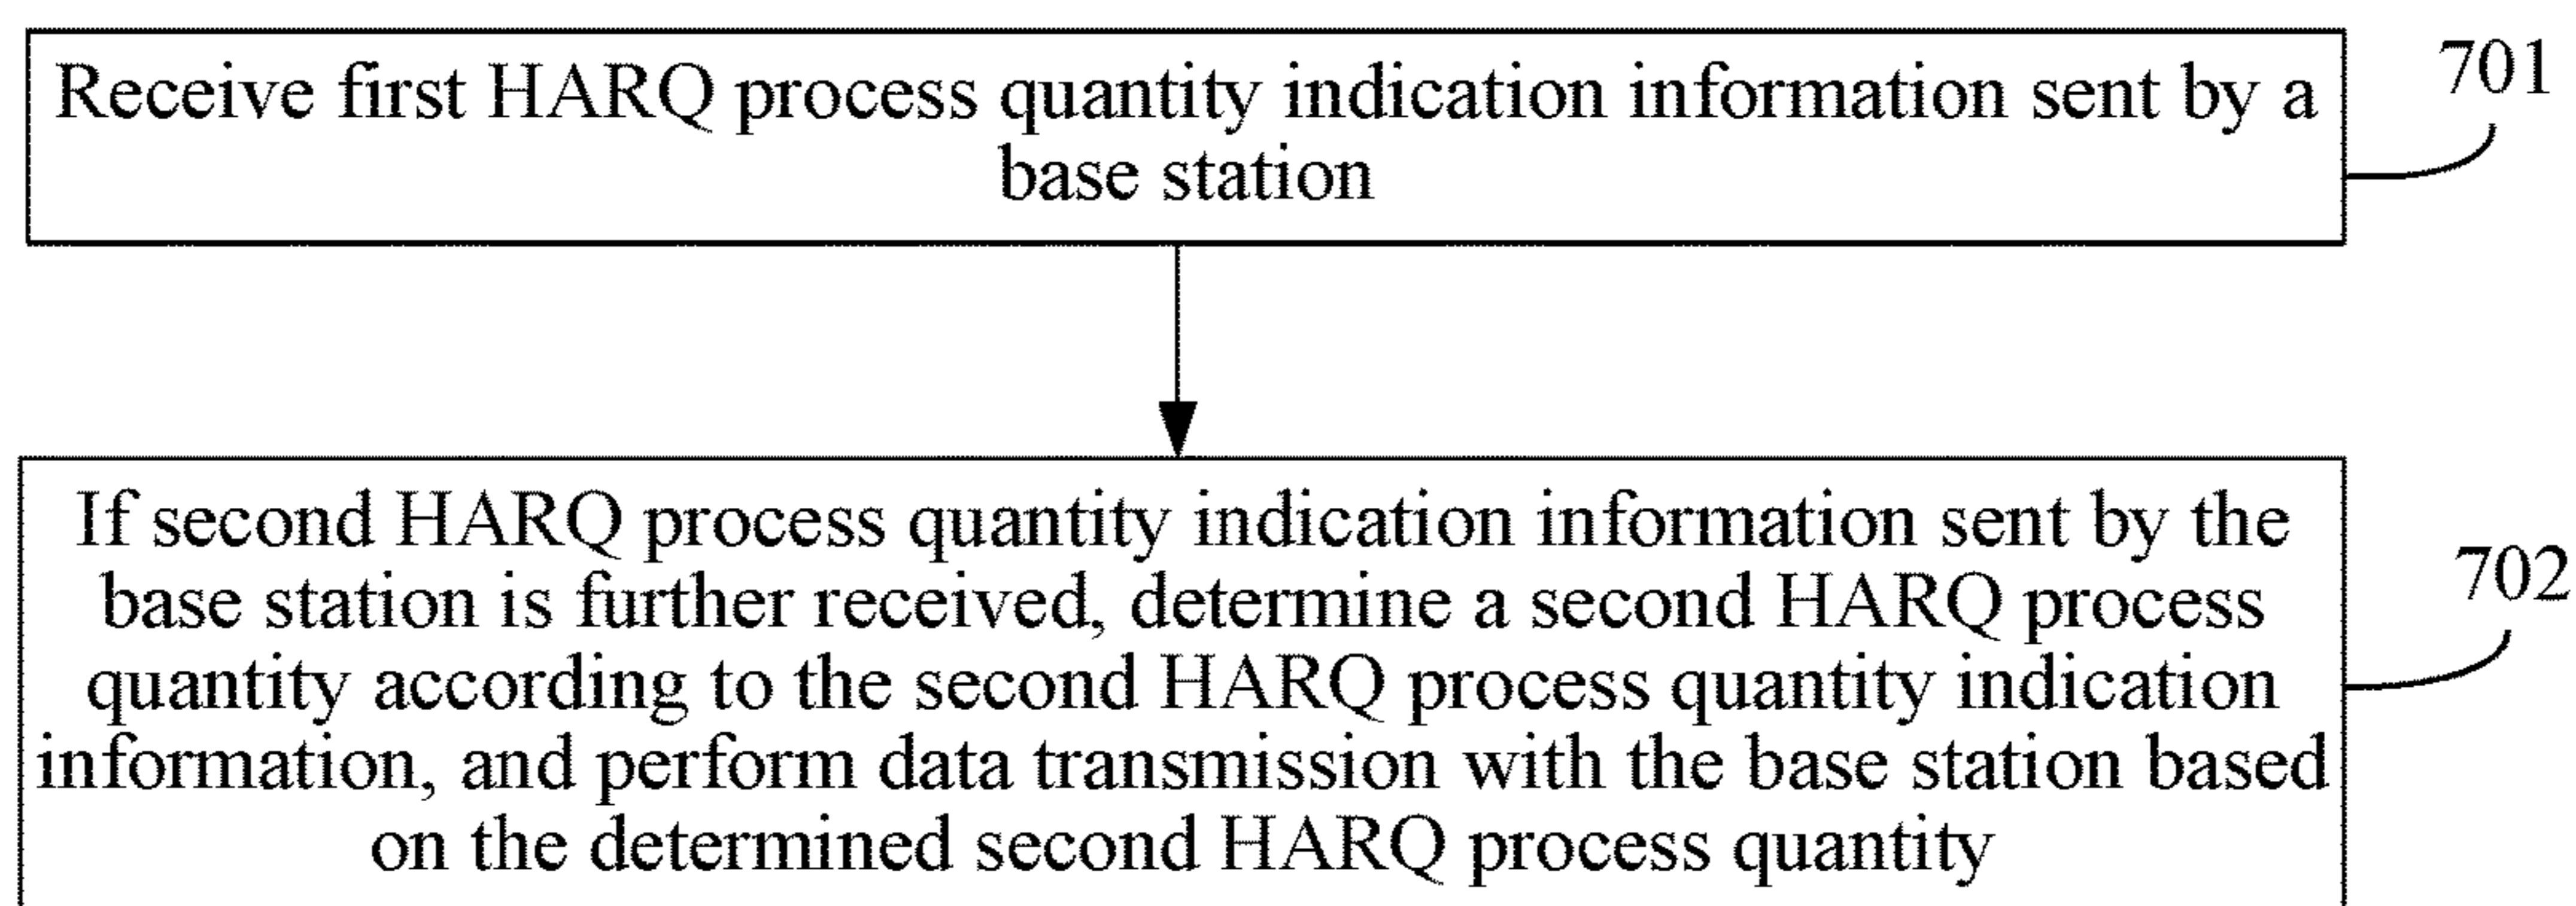 Receive first HARQ process quantity indication information sent by a
base station
701
If second HARQ process quantity indication information sent by the
base station is further received, determine a second HARQ process
quantity according to the second HARQ process quantity indication
information, and perform data transmission with the base station based
on the determined second HARQ process quantity
702